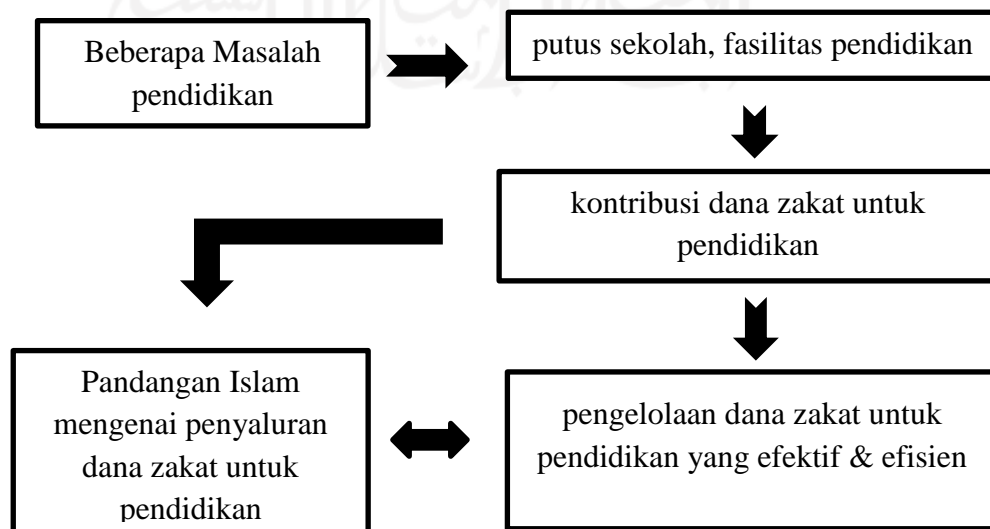 Beberapa Masalah
pendidikan
putus sekolah, fasilitas pendidikan
kontribusi dana zakat untuk
pendidikan
Pandangan Islam
mengenai penyaluran
dana zakat untuk
pendidikan
pengelolaan dana zakat untuk
pendidikan yang efektif & efisien